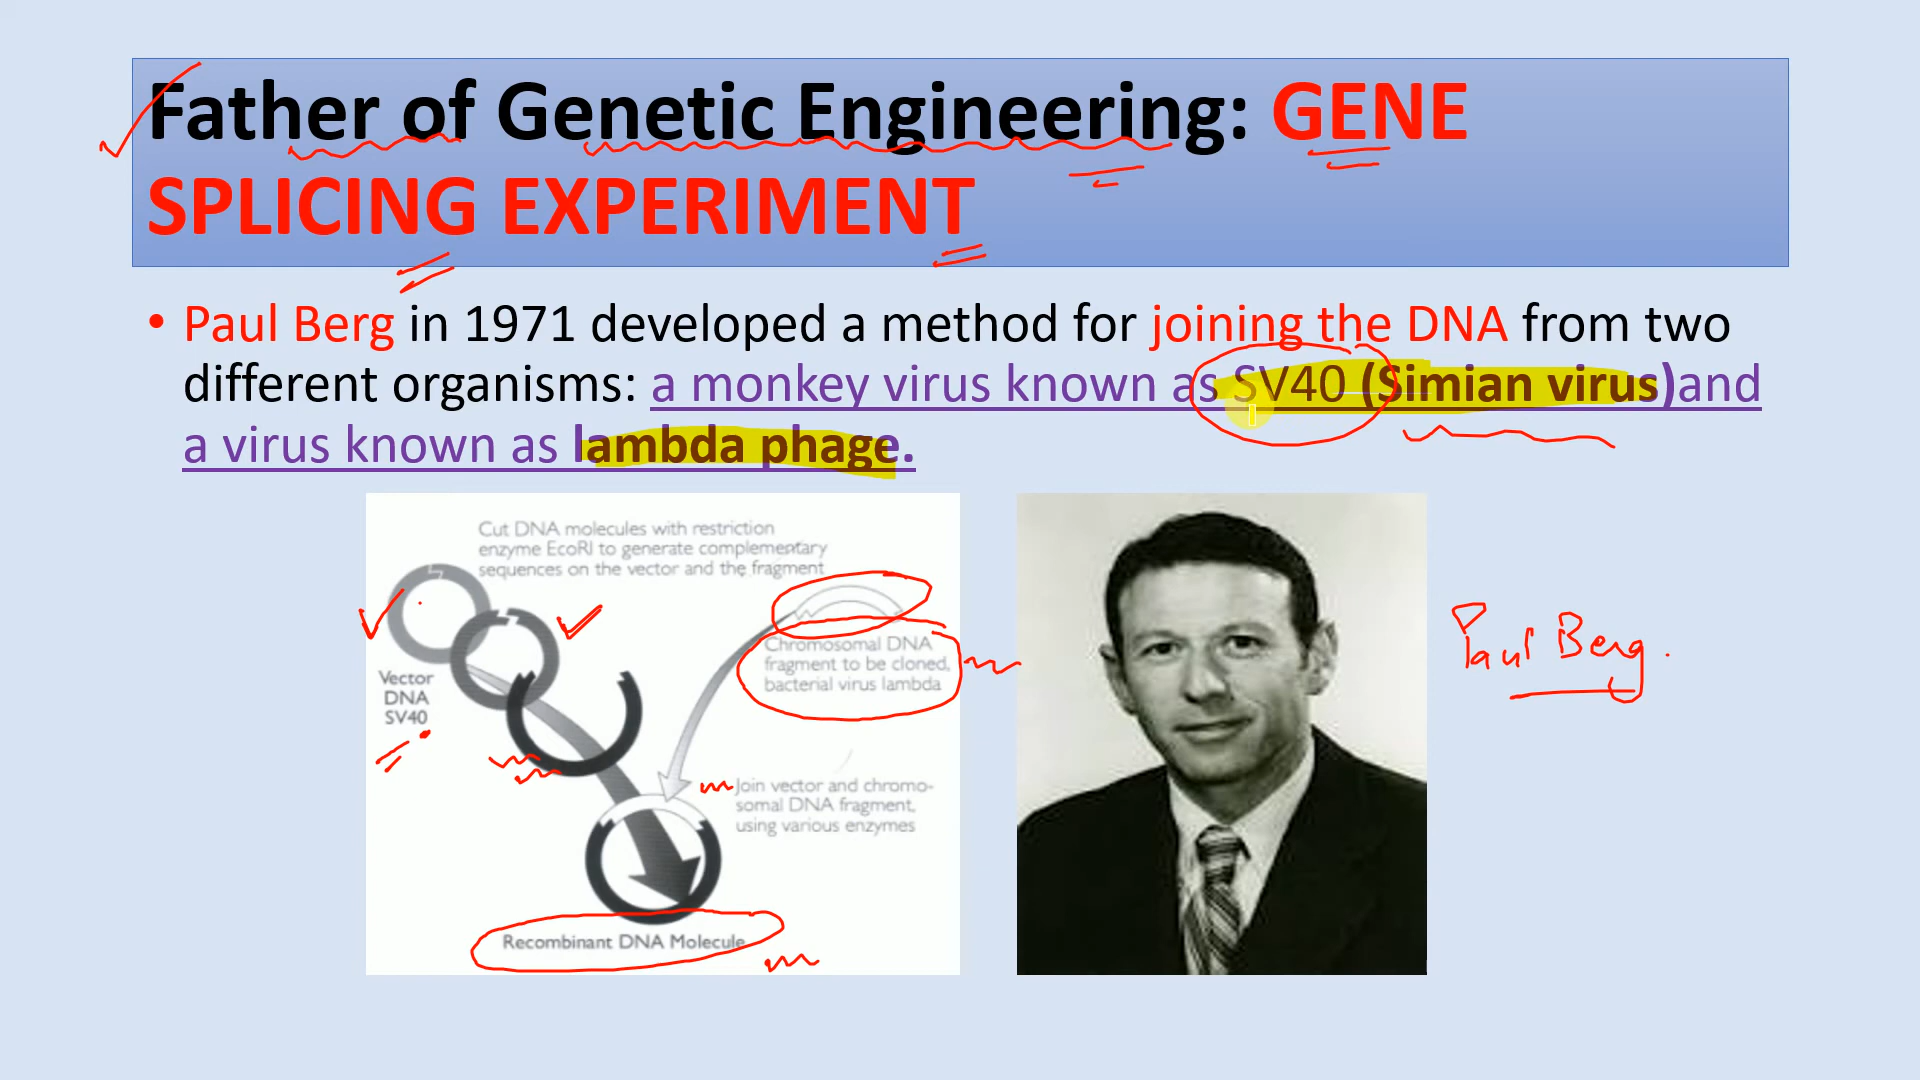 Father of Genetic Engineering: GENE
SPLICING EXPERIMENT
• Paul Berg in 1971 developed a method for joining the DNA from two
different organisms: a monkey virus known as SV40 (Simian virus)and
a virus known as lambda phage.
Cut DNA molecules with restriction
enzyme EcoRI to generate complementary
sequences on the vector and the fragment
Vector
DNA
SV40
Chromosomal DNA
fragment to be cloned,
bacterial virus lambda
Join vector and chromo-
somal DNA fragment,
using various enzymes
Recombinant DNA Molecule
Paul Berg.